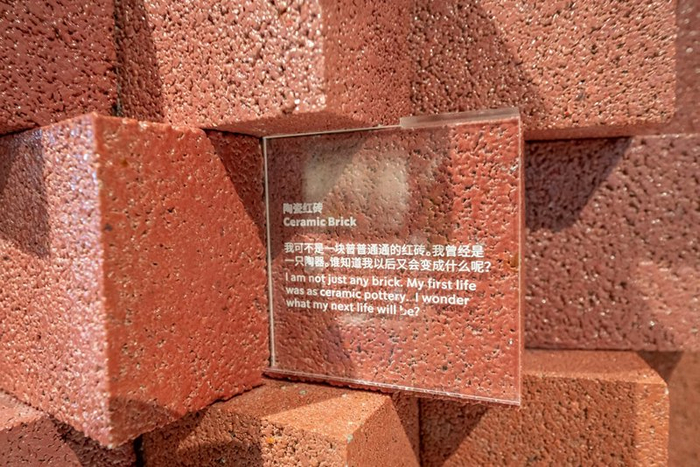 陶瓷红砖
Ceramic Brick
我可不是一块普普通通的红砖。我曾经是
一只陶器。谁知道我以后又会变成什么呢?
I am not just any brick. My first life
was as ceramic pottery. I wonder
what my next life will be?